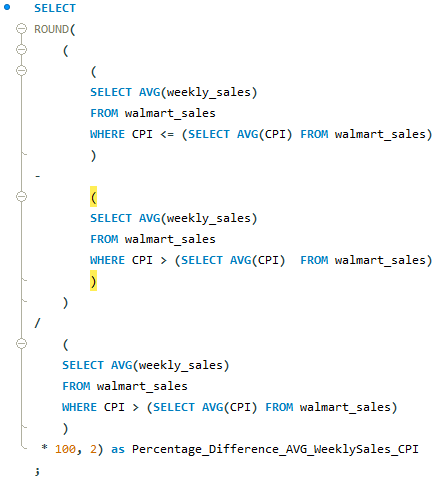 SELECT
ROUND(
(
(
SELECT AVG(weekly_sales)
FROM walmart_sales
WHERE CPI <= (SELECT AVG(CPI) FROM walmart_sales)
)
-
(
SELECT AVG(weekly_sales)
FROM walmart_sales
WHERE CPI > (SELECT AVG(CPI)  FROM walmart_sales)
)
)
/
(
SELECT AVG(weekly_sales)
FROM walmart_sales
WHERE CPI > (SELECT AVG(CPI) FROM walmart_sales)
)
* 100, 2) as Percentage_Difference_AVG_WeeklySales_CPI
;